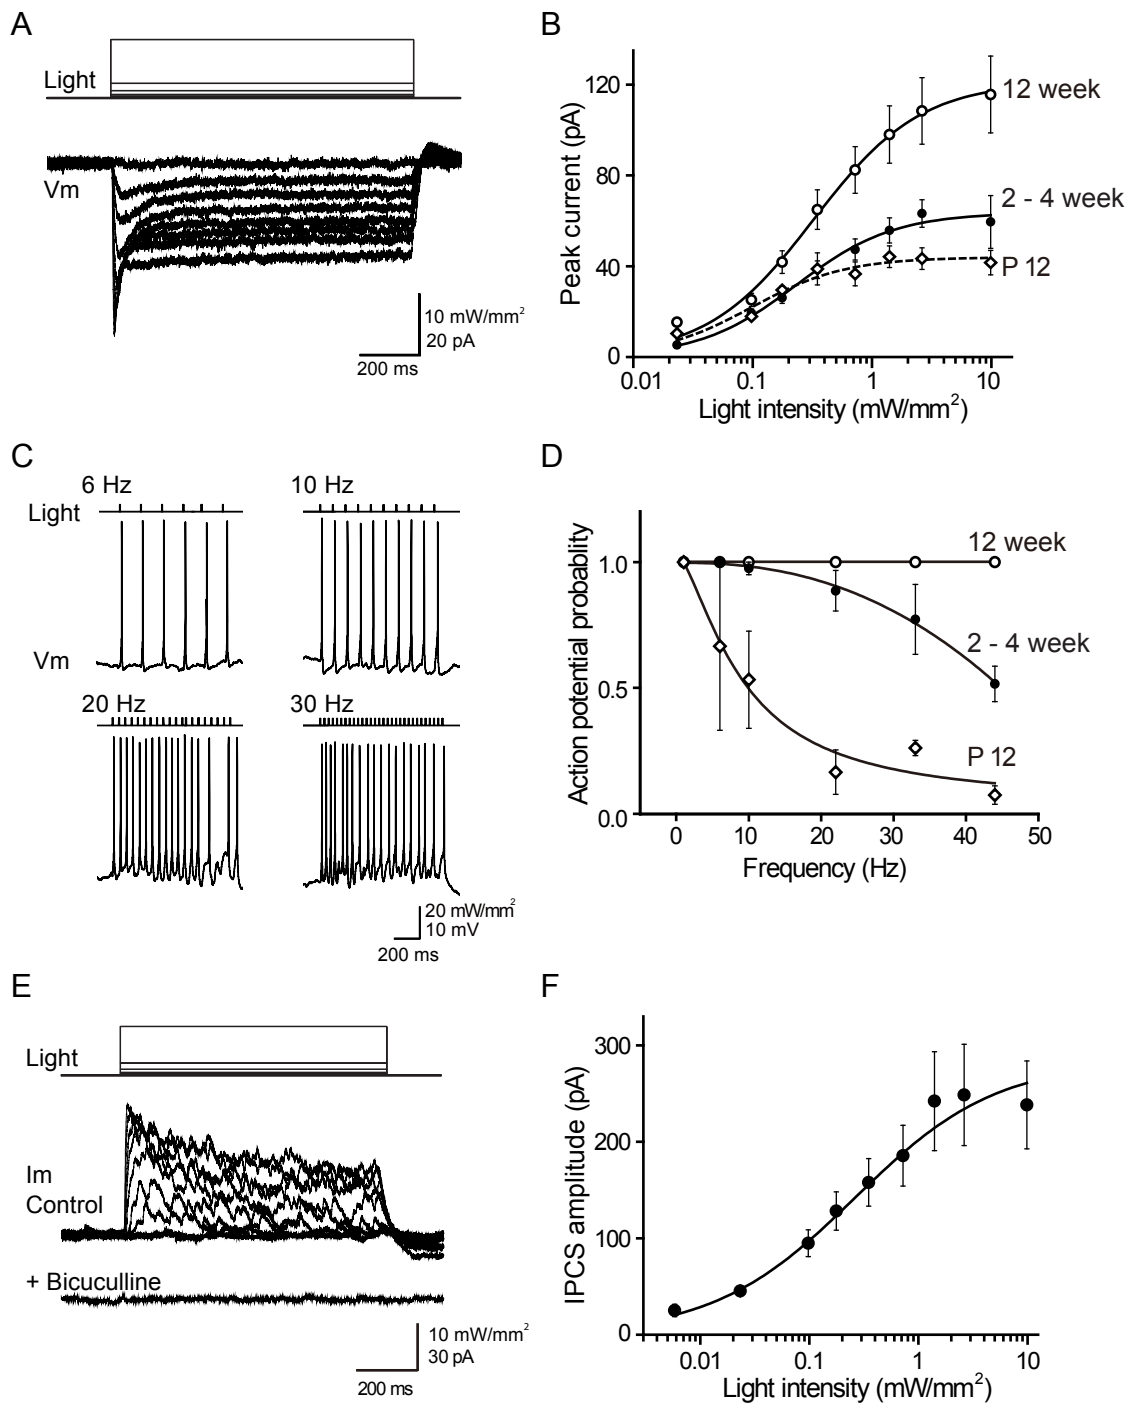 A
Light
Vm
10 mW/mm²
20 pA
200 ms
B
Peak current (pA)
120
80
40
0
12 week
2 - 4 week
P 12
0.01
0.1
1
10
Light intensity (mW/mm²)
C
6 Hz
10 Hz
Light
Vm
20 Hz
30 Hz
20 mW/mm²
10 mV
200 ms
D
Action potential probablity
1.0
0.5
0.0
12 week
2 - 4 week
P 12
0
10
20
30
40
50
Frequency (Hz)
E
Light
Im
Control
+ Bicuculline
10 mW/mm²
30 pA
200 ms
F
IPCS amplitude (pA)
300
200
100
0
0.01
0.1
1
10
Light intensity (mW/mm²)